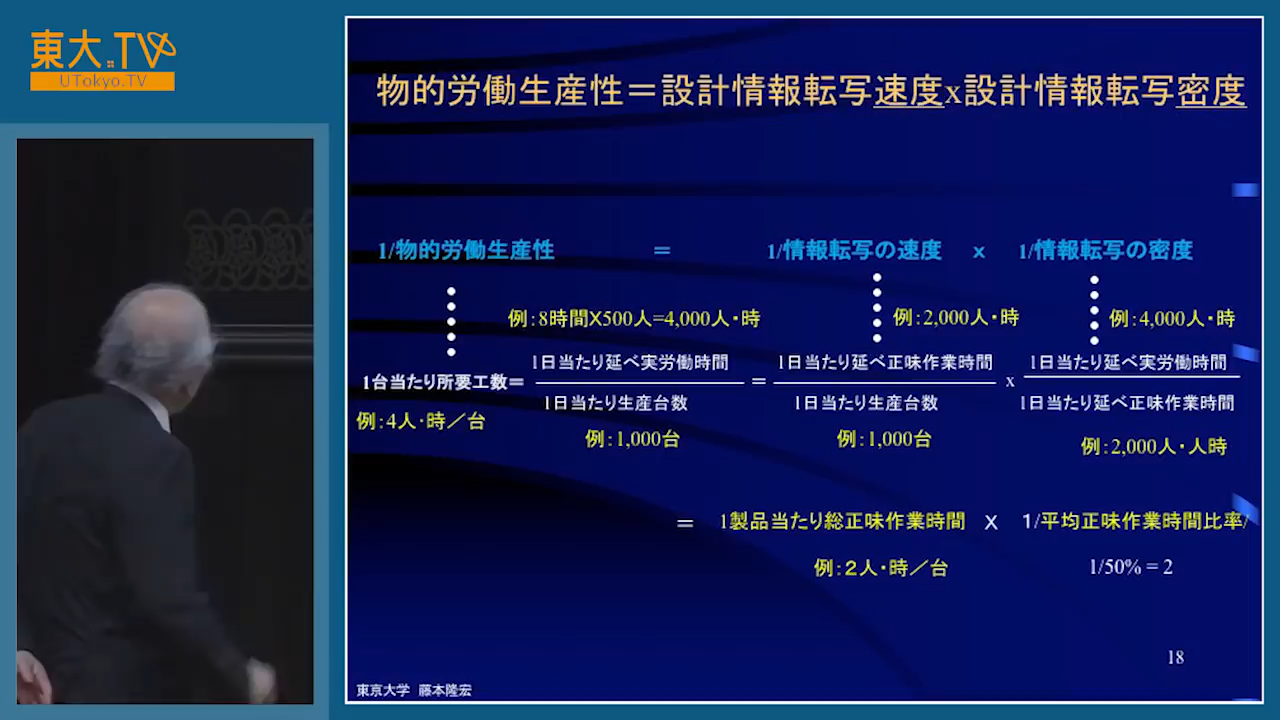 東大.TV
UTokyo.TV
物的労働生産性＝設計情報転写速度x設計情報転写密度
1/物的労働生産性 ＝ 1/情報転写の速度 x 1/情報転写の密度
例：8時間X500人=4,000人・時 例：2,000人・時 例：4,000人・時
1台当たり所要工数＝ 1日当たり延べ実労働時間 ＝ 1日当たり延べ正味作業時間 x 1日当たり延べ実労働時間
1日当たり生産台数 1日当たり生産台数 1日当たり延べ正味作業時間
例：4人・時／台 例：1,000台 例：1,000台 例：2,000人・人時
＝ 1製品当たり総正味作業時間 X 1/平均正味作業時間比率/
例：２人・時／台 1/50% = 2
18
東京大学 藤本隆宏